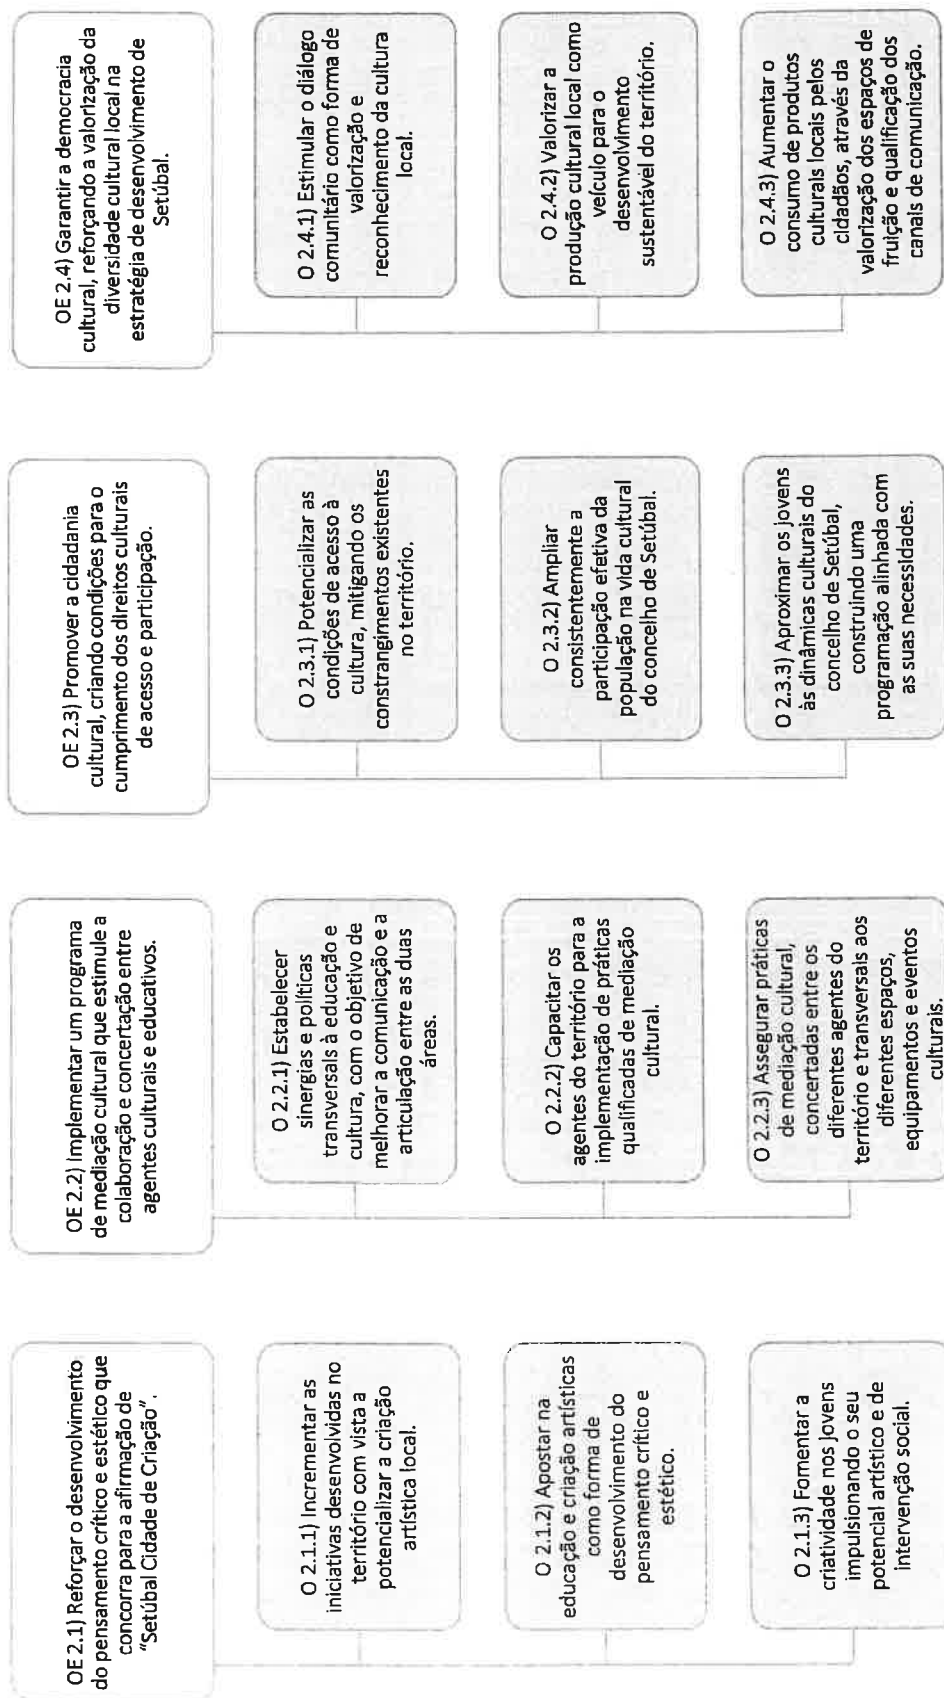 OE 2.1) Reforçar o desenvolvimento
do pensamento crítico e estético que
concorra para a afirmação de
"Setúbal Cidade de Criação".
O 2.1.1) Incrementar as
iniciativas desenvolvidas no
território com vista a
potencializar a criação
artística local.
O 2.1.2) Apostar na
educação e criação artísticas
como forma de
desenvolvimento do
pensamento crítico e
estético.
O 2.1.3) Fomentar a
criatividade nos jovens
impulsionando o seu
potencial artístico e de
intervenção social.
OE 2.2) Implementar um programa
de mediação cultural que estimule a
colaboração e concertação entre
agentes culturais e educativos.
O 2.2.1) Estabelecer
sinergias e políticas
transversais à educação e
cultura, com o objetivo de
melhorar a comunicação e a
articulação entre as duas
áreas.
O 2.2.2) Capacitar os
agentes do território para a
implementação de práticas
qualificadas de mediação
cultural.
O 2.2.3) Assegurar práticas
de mediação cultural,
concertadas entre os
diferentes agentes do
território e transversais aos
diferentes espaços,
equipamentos e eventos
culturais.
OE 2.3) Promover a cidadania
cultural, criando condições para o
cumprimento dos direitos culturais
de acesso e participação.
O 2.3.1) Potencializar as
condições de acesso à
cultura, mitigando os
constrangimentos existentes
no território.
O 2.3.2) Ampliar
consistentemente a
participação efetiva da
população na vida cultural
do concelho de Setúbal.
O 2.3.3) Aproximar os jovens
às dinâmicas culturais do
concelho de Setúbal,
construindo uma
programação alinhada com
as suas necessidades.
OE 2.4) Garantir a democracia
cultural, reforçando a valorização da
diversidade cultural local na
estratégia de desenvolvimento de
Setúbal.
O 2.4.1) Estimular o diálogo
comunitário como forma de
valorização e
reconhecimento da cultura
local.
O 2.4.2) Valorizar a
produção cultural local como
veículo para o
desenvolvimento
sustentável do território.
O 2.4.3) Aumentar o
consumo de produtos
culturais locais pelos
cidadãos, através da
valorização dos espaços de
fruição e qualificação dos
canais de comunicação.